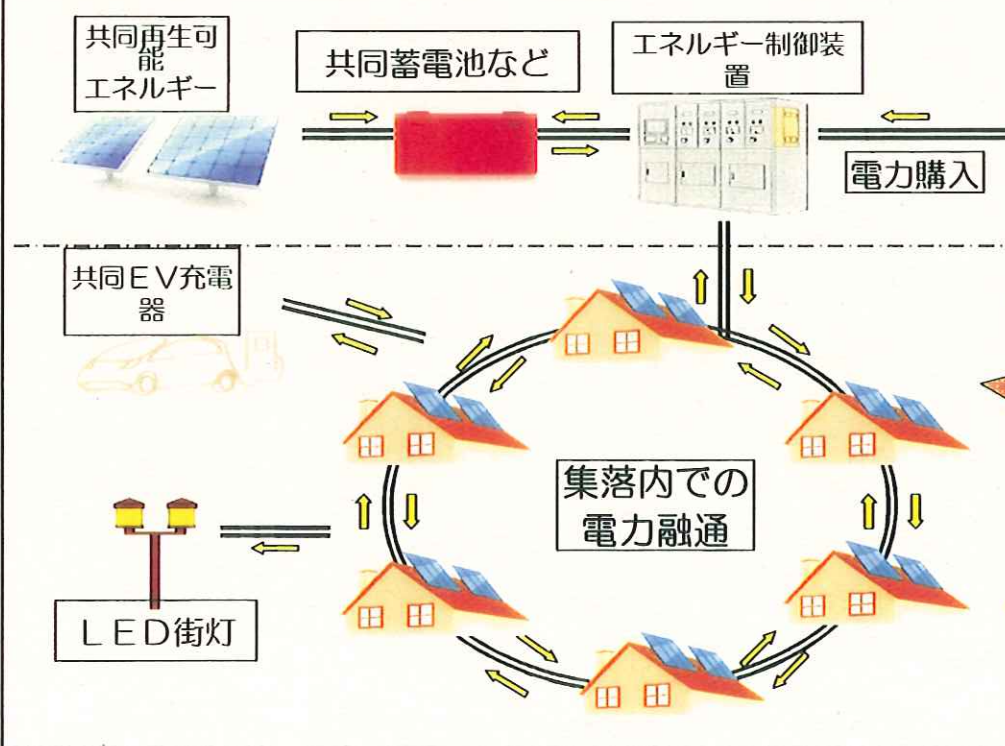 共同再生可
能
エネルギー
共同蓄電池など
エネルギー制御装
置
電力購入
共同EV充電
器
集落内での
電力融通
LED街灯